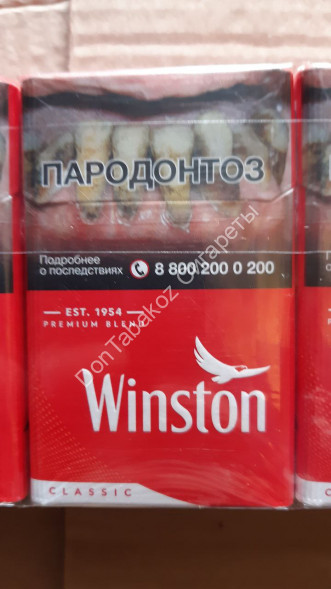 ПАРОДОНТОЗ
Подробнее
о последствиях
8 800 200 0 200
EST. 1954
PREMIUM BLEND
Winston
CLASSIC
DonTabakoz Сигареты